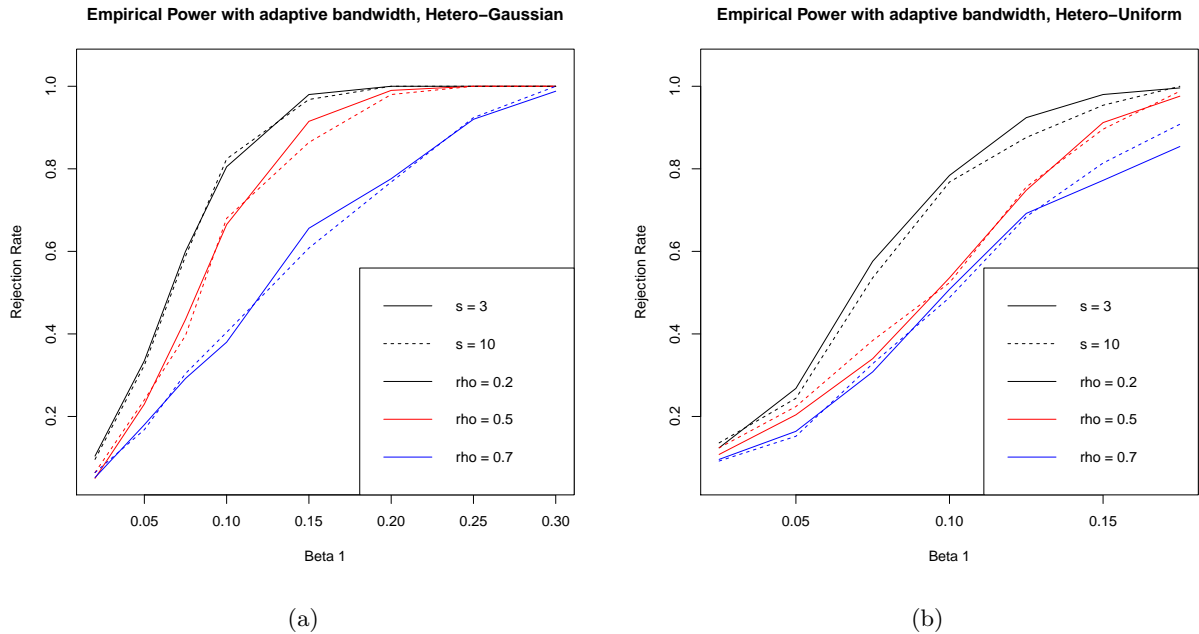 Empirical Power with adaptive bandwidth, Hetero−Gaussian
Rejection Rate
1.0
0.8
0.6
0.4
0.2
s = 3
s = 10
rho = 0.2
rho = 0.5
rho = 0.7
0.05 0.10 0.15 0.20 0.25 0.30
Beta 1
(a)
Empirical Power with adaptive bandwidth, Hetero−Uniform
Rejection Rate
1.0
0.8
0.6
0.4
0.2
s = 3
s = 10
rho = 0.2
rho = 0.5
rho = 0.7
0.05 0.10 0.15
Beta 1
(b)